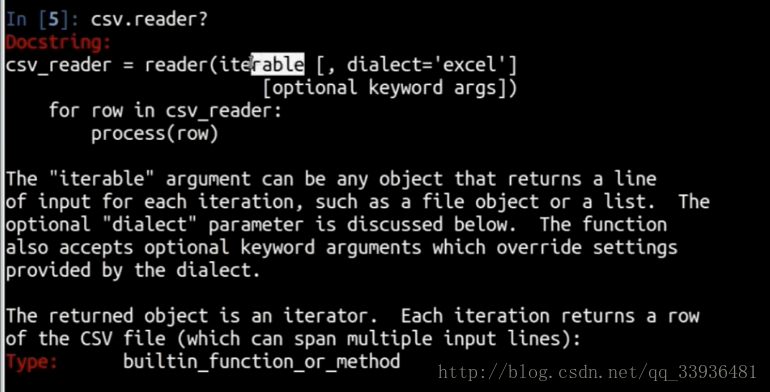 In [5]: csv.reader?
Docstring:
csv_reader = reader(iterable [, dialect='excel']
                        [optional keyword args])
    for row in csv_reader:
        process(row)

The "iterable" argument can be any object that returns a line
of input for each iteration, such as a file object or a list.  The
optional "dialect" parameter is discussed below.  The function
also accepts optional keyword arguments which override settings
provided by the dialect.

The returned object is an iterator.  Each iteration returns a row
of the CSV file (which can span multiple input lines):
Type:      builtin_function_or_method
http://blog.csdn.net/qq_33936481